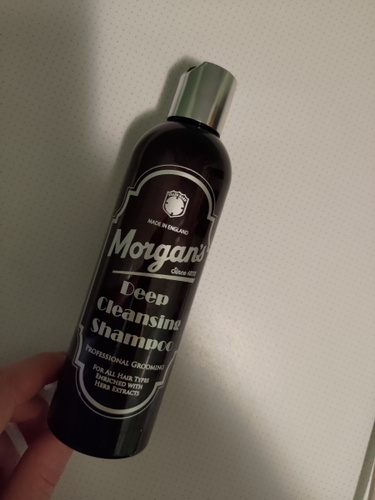 MADE IN ENGLAND
Morgan's
Since 1873
Deep
Cleansing
Shampoo
PROFESSIONAL GROOMING
FOR ALL HAIR TYPES
ENRICHED WITH
HERB EXTRACTS